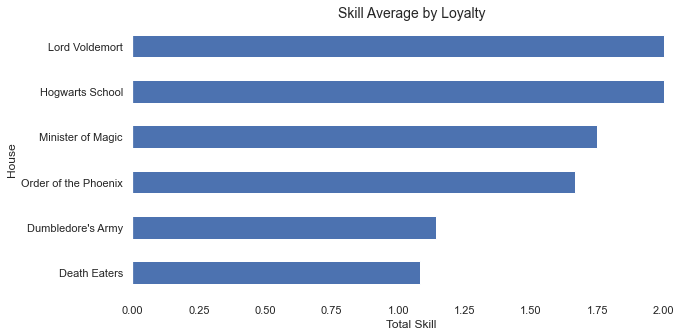 Skill Average by Loyalty
Lord Voldemort
Hogwarts School
Minister of Magic
Order of the Phoenix
Dumbledore's Army
Death Eaters
House
0.00 0.25 0.50 0.75 1.00 1.25 1.50 1.75 2.00
Total Skill